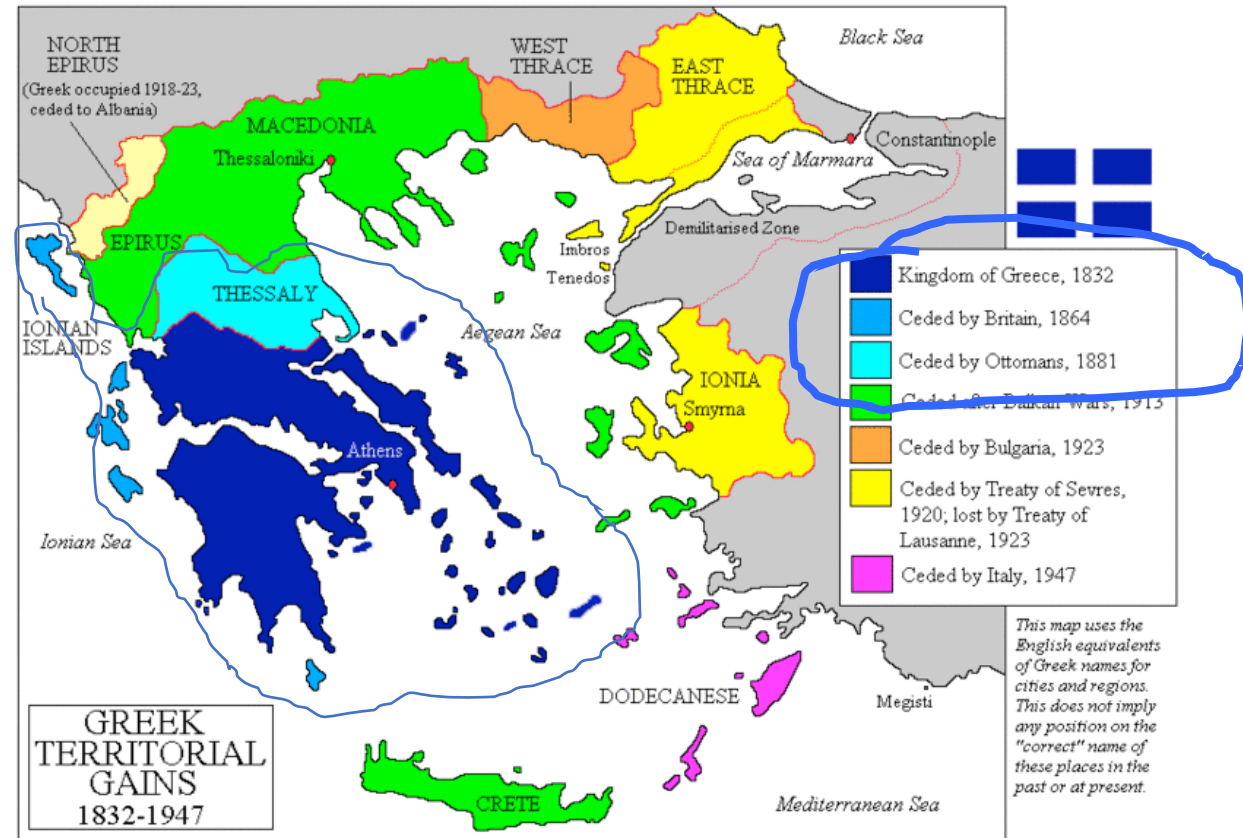 Black Sea
NORTH
EPIRUS
(Greek occupied 1918-23,
ceded to Albania)
WEST
THRACE
EAST
THRACE
MACEDONIA
Thessaloniki
Constantinople
Sea of Marmara
Demilitarised Zone
Imbros
Tenedos
EPIRUS
THESSALY
IONIAN
ISLANDS
Aegean Sea
IONIA
Smyrna
Athens
Ionian Sea
Kingdom of Greece, 1832
Ceded by Britain, 1864
Ceded by Ottomans, 1881
Ceded after Balkan Wars, 1913
Ceded by Bulgaria, 1923
Ceded by Treaty of Sevres,
1920; lost by Treaty of
Lausanne, 1923
Ceded by Italy, 1947
DODECANESE
Megisti
This map uses the
English equivalents
of Greek names for
cities and regions.
This does not imply
any position on the
"correct" name of
these places in the
past or at present.
GREEK
TERRITORIAL
GAINS
1832-1947
CRETE
Mediterranean Sea